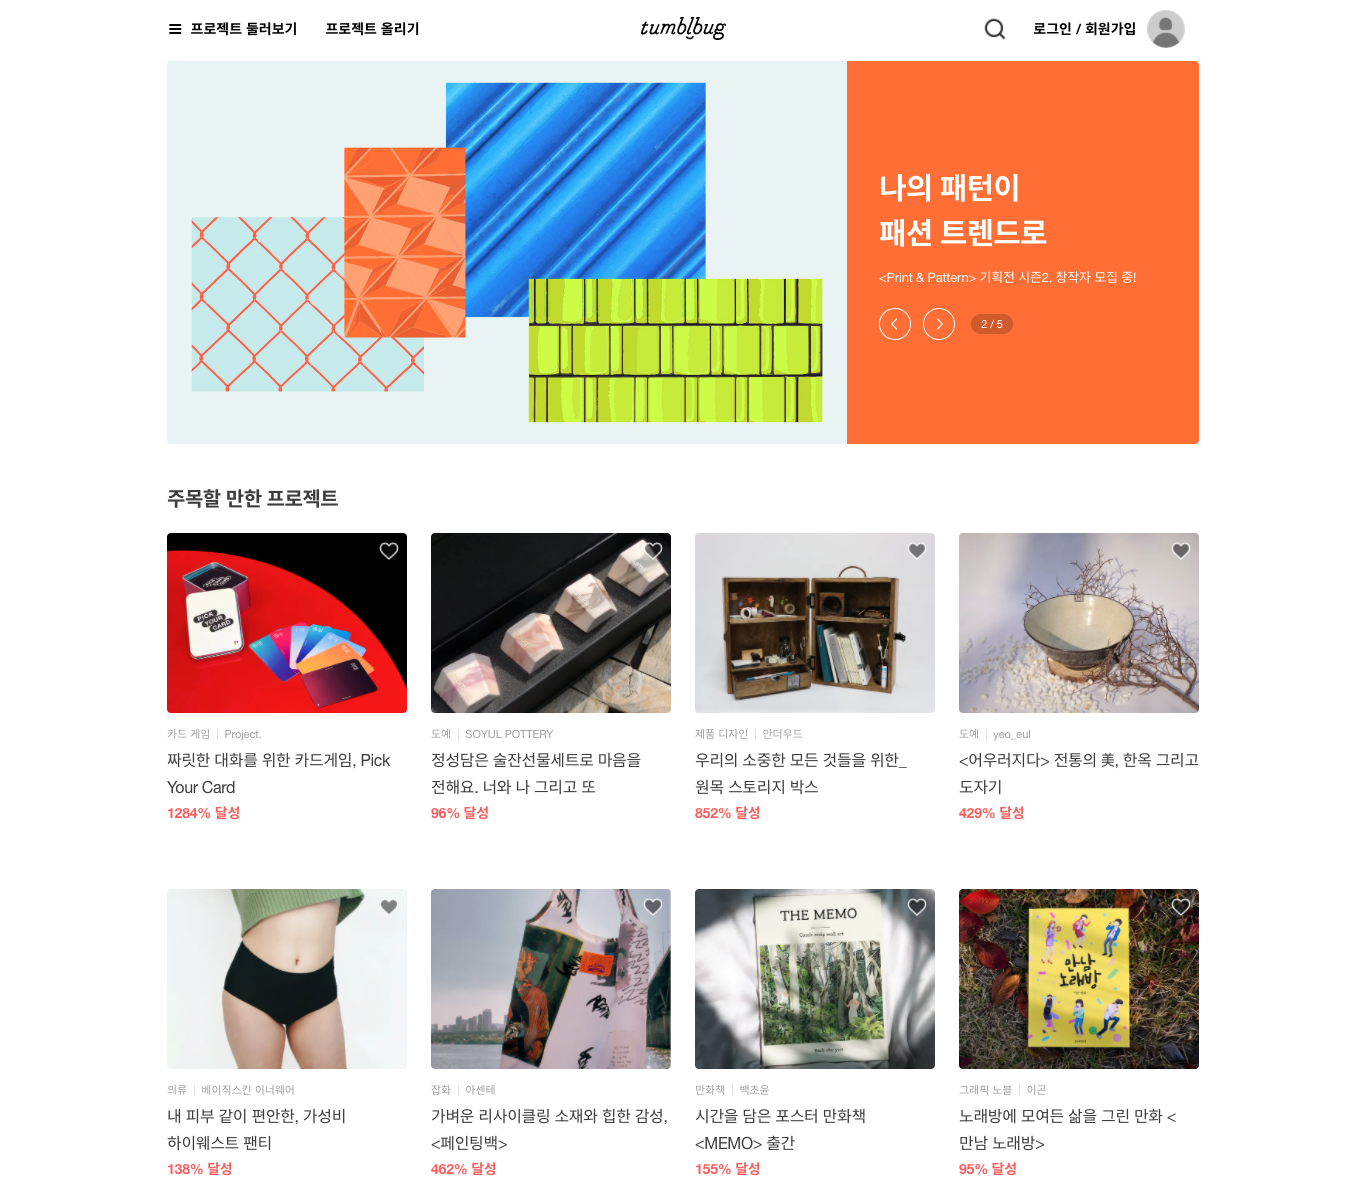 프로젝트 둘러보기 프로젝트 올리기 tumblbug 로그인 / 회원가입
나의 패턴이
패션 트렌드로
<Print & Pattern> 기획전 시즌2, 창작자 모집 중!
2 / 5
주목할 만한 프로젝트
PICK
YOUR
CARD
카드 게임 | Project.
짜릿한 대화를 위한 카드게임, Pick
Your Card
1284% 달성
도예 | SOYUL POTTERY
정성담은 술잔선물세트로 마음을
전해요. 너와 나 그리고 또
96% 달성
제품 디자인 | 안더우드
우리의 소중한 모든 것들을 위한_
원목 스토리지 박스
852% 달성
도예 | yeo_eul
<어우러지다> 전통의 美, 한옥 그리고
도자기
429% 달성
의류 | 베이직스킨 이너웨어
내 피부 같이 편안한, 가성비
하이웨스트 팬티
138% 달성
잡화 | 아센테
가벼운 리사이클링 소재와 힙한 감성,
<페인팅백>
462% 달성
THE MEMO
만화책 | 백초윤
시간을 담은 포스터 만화책
<MEMO> 출간
155% 달성
만남
노래방
그래픽 노블 | 이곤
노래방에 모여든 삶을 그린 만화 <
만남 노래방>
95% 달성